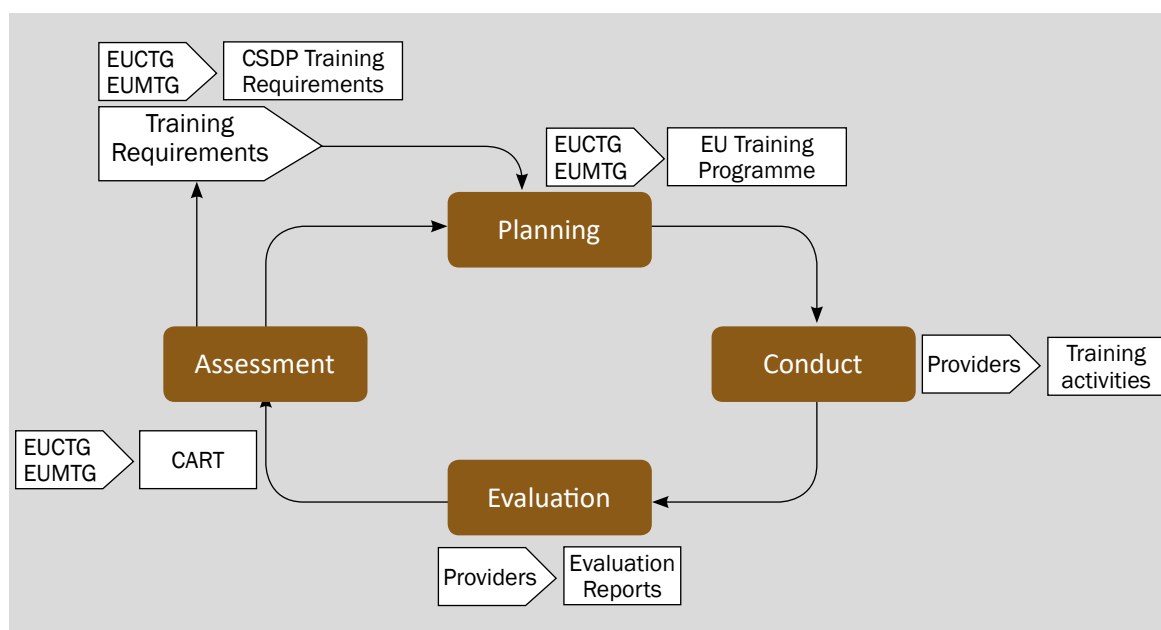 EUCTG
EUMTG
CSDP Training
Requirements
Training
Requirements
EUCTG
EUMTG
EU Training
Programme
Planning
Assessment
Conduct
Providers
Training
activities
EUCTG
EUMTG
CART
Evaluation
Providers
Evaluation
Reports